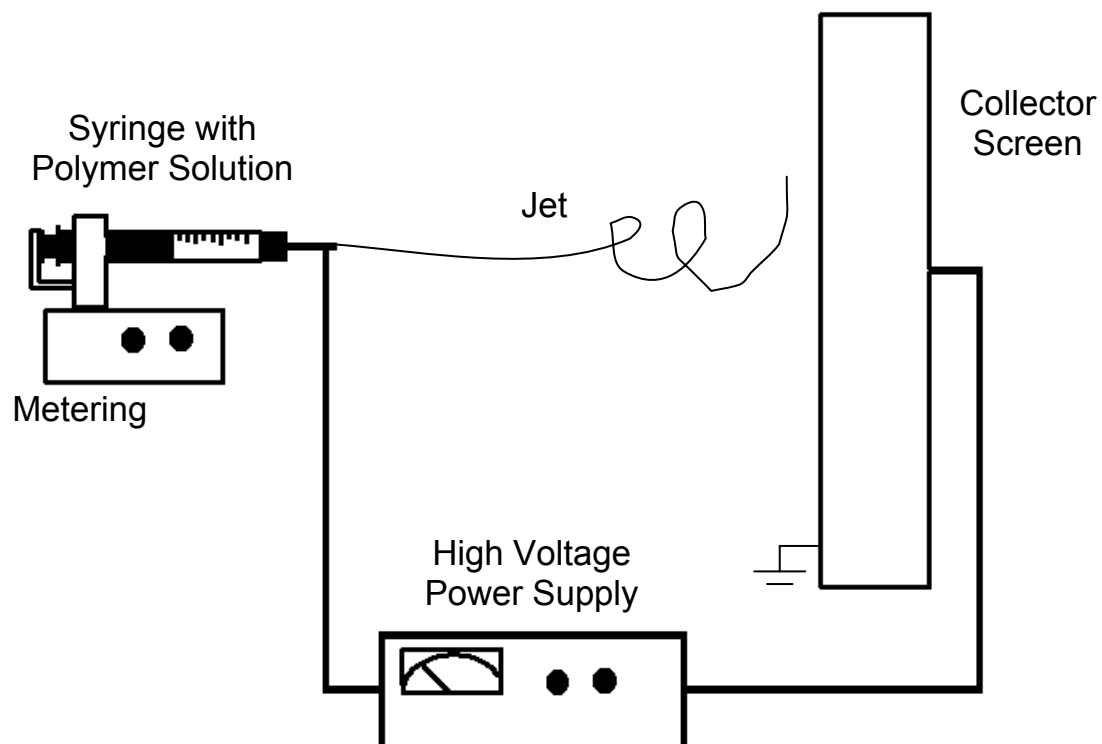 Syringe with
Polymer Solution
Jet
Collector
Screen
Metering
High Voltage
Power Supply